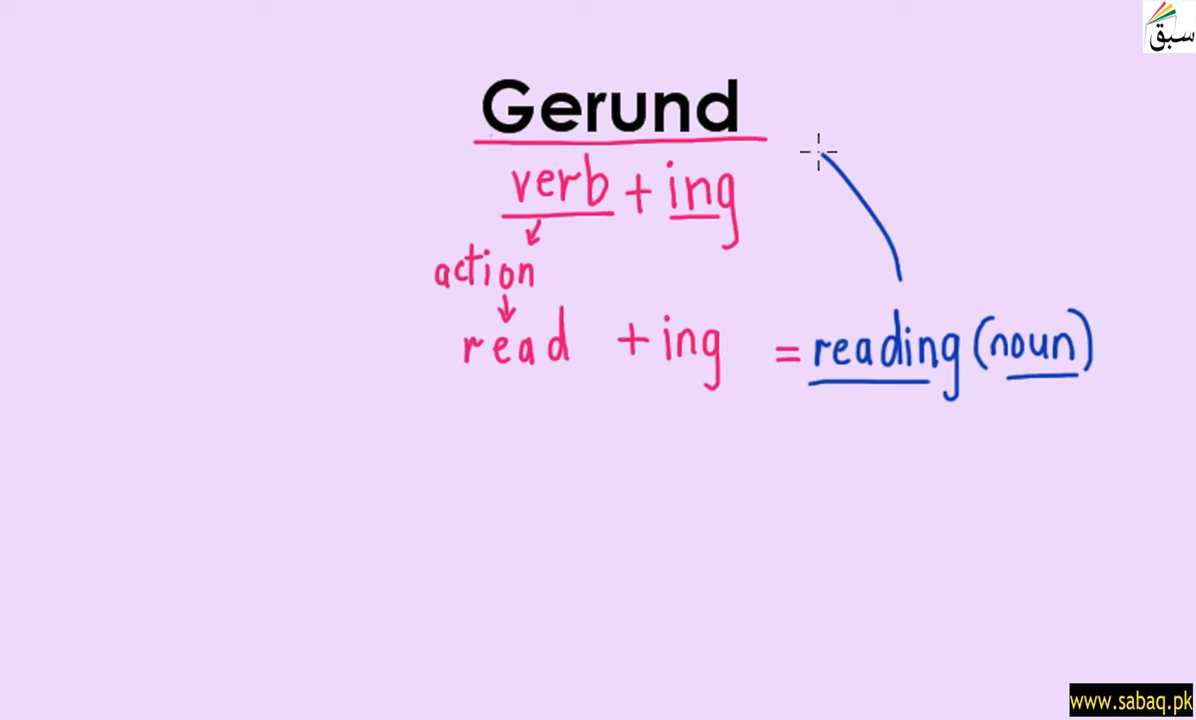 سبق
Gerund
verb + ing
action
read + ing = reading (noun)
www.sabaq.pk